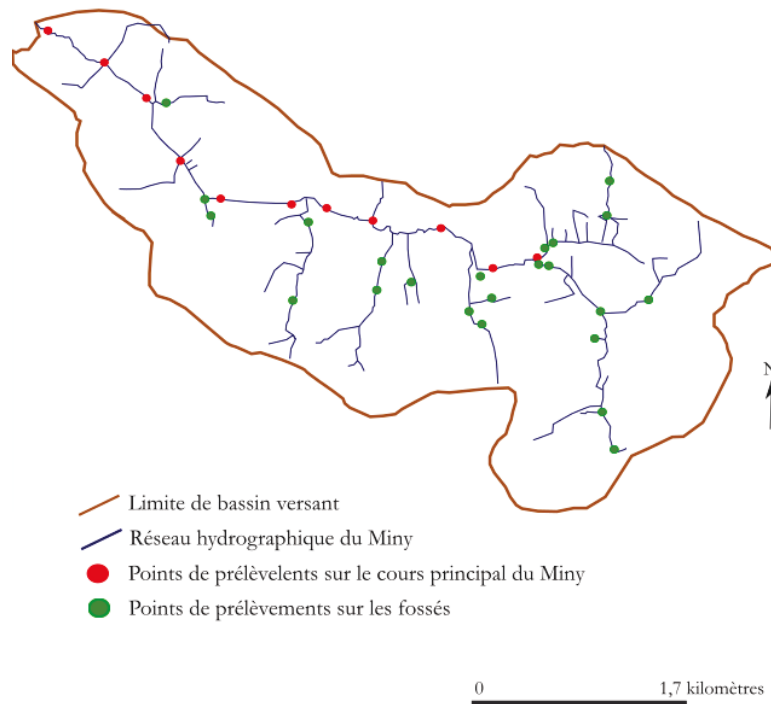 N
Limite de bassin versant
Réseau hydrographique du Miny
Points de prélèvelents sur le cours principal du Miny
Points de prélèvements sur les fossés
0 1,7 kilomètres